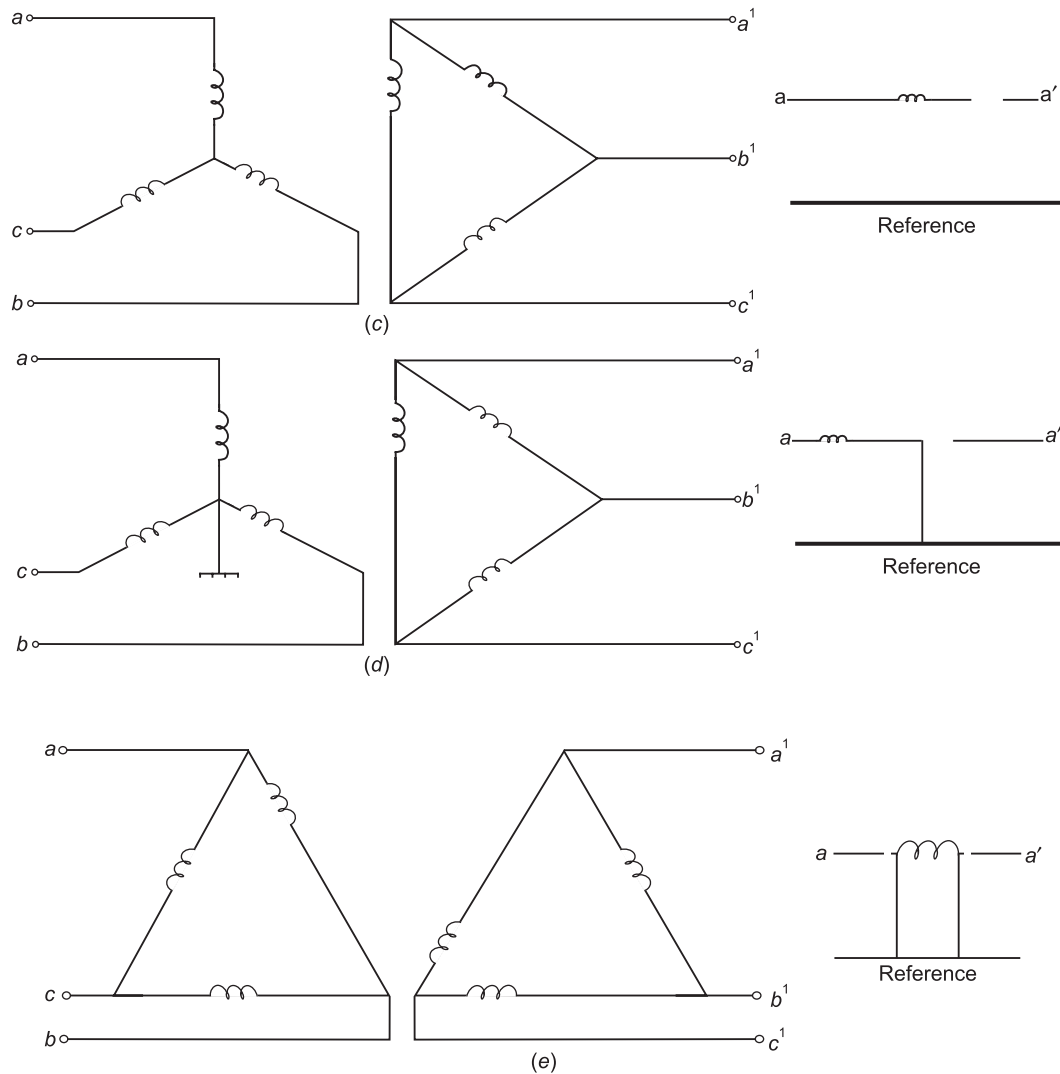 a
a¹
a a′
b¹
Reference
c
b c¹
(c)
a
a¹
a a′
b¹
Reference
c
b c¹
(d)
a a¹
a a′
Reference
c b¹
b c¹
(e)